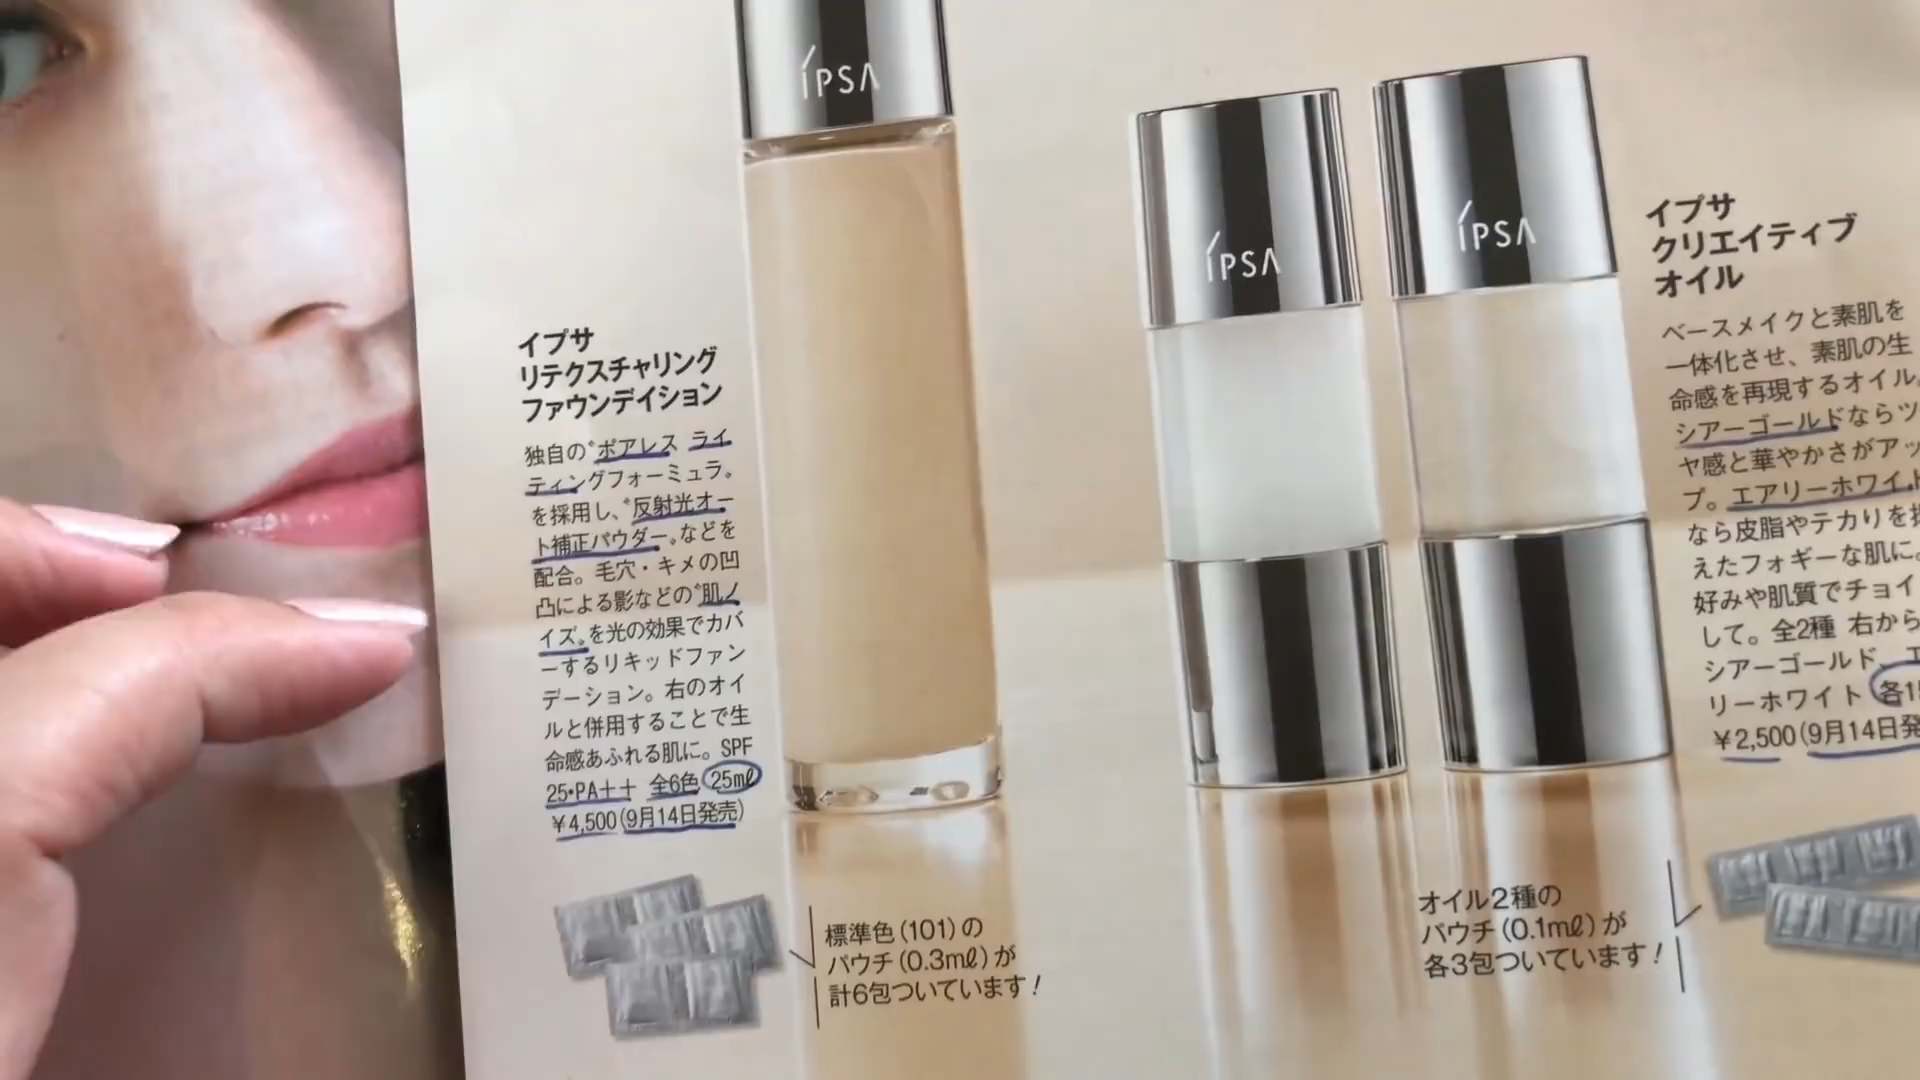 IPSA
IPSA
IPSA
イプサ
リテクスチャリング
ファウンデイション
独自の〝ポアレス ライ
ティングフォーミュラ〟
を採用し、〝反射光オー
ト補正パウダー〟などを
配合。毛穴・キメの凹
凸による影などの〝肌ノ
イズ〟を光の効果でカバ
ーするリキッドファン
デーション。右のオイ
ルと併用することで生
命感あふれる肌に。SPF
25・PA++ 全6色 25mℓ
¥4,500(9月14日発売)
標準色(101)の
パウチ(0.3mℓ)が
計6包ついています!
イプサ
クリエイティブ
オイル
ベースメイクと素肌を
一体化させ、素肌の生
命感を再現するオイル。
シアーゴールドならツ
ヤ感と華やかさがアッ
プ。エアリーホワイト
なら皮脂やテカりを
えたフォギーな肌に。
好みや肌質でチョイ
して。全2種 右から
シアーゴールド、エ
リーホワイト 各
¥2,500(9月14日発
オイル2種の
パウチ(0.1mℓ)が
各3包ついています!